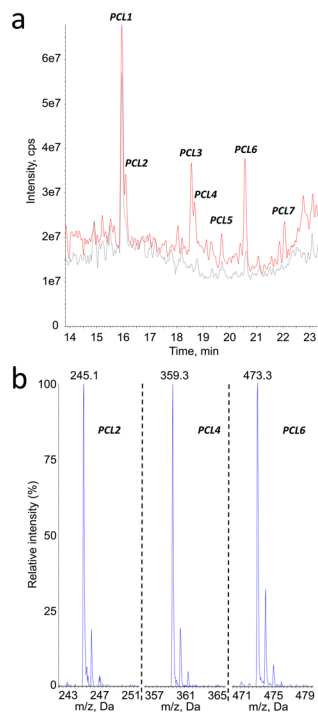 a
PCL1
6e7
5e7
PCL2
PCL3
PCL6
4e7
PCL4
3e7
PCL5
PCL7
2e7
1e7
Intensity, cps
14 15 16 17 18 19 20 21 22 23
Time, min
b
245.1 359.3 473.3
100
PCL2 PCL4 PCL6
75
50
25
0
Relative intensity (%)
243 247 251 357 361 365 471 475 479
m/z, Da m/z, Da m/z, Da